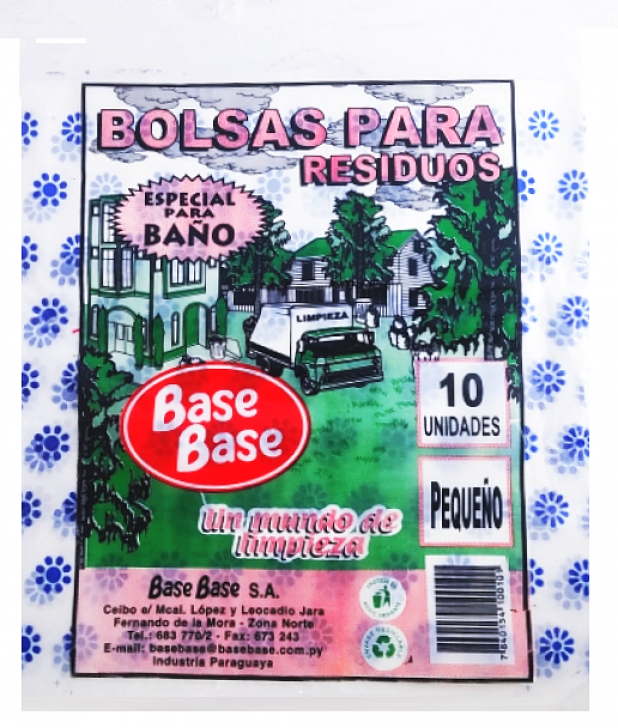 BOLSAS PARA
RESIDUOS
ESPECIAL
PARA
BAÑO
LIMPIEZA
Base
Base
10
UNIDADES
PEQUEÑO
Un mundo de
limpieza
Base Base S.A.
Ceibo e/ Mcal. López y Leocadio Jara
Fernando de la Mora - Zona Norte
Tel.: 683 770/2 - Fax: 673 243
E-mail: basebase@basebase.com.py
Industria Paraguaya